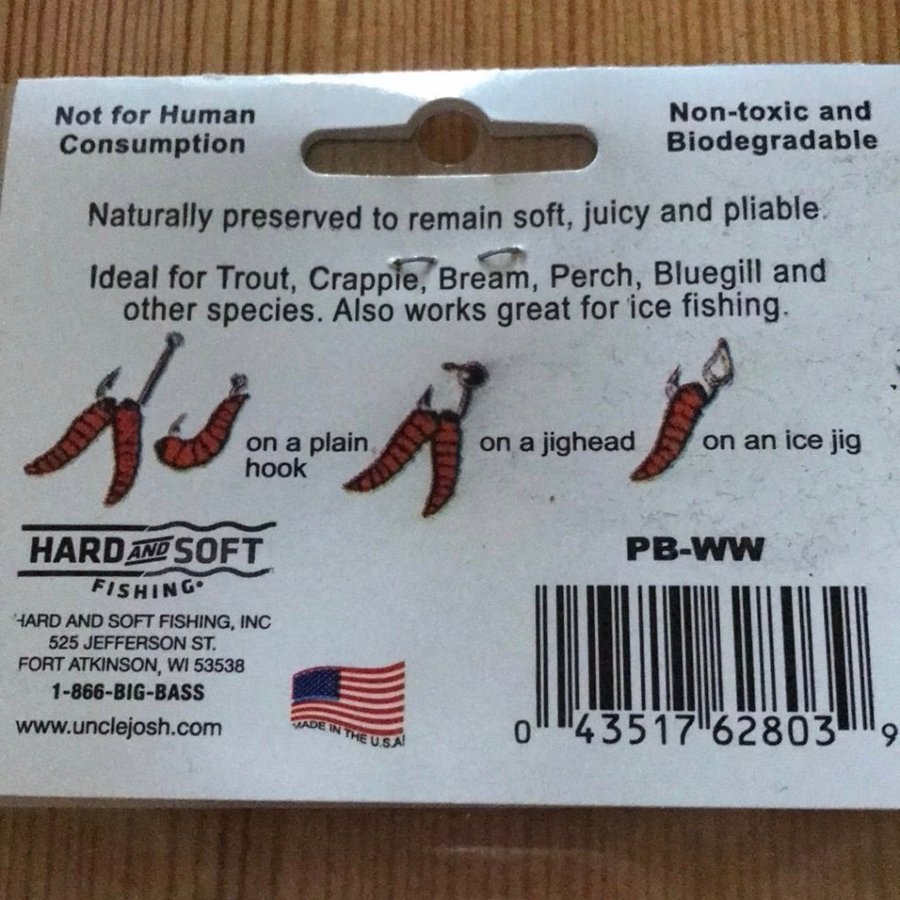 Not for Human
Consumption
Non-toxic and
Biodegradable
Naturally preserved to remain soft, juicy and pliable.
Ideal for Trout, Crappie, Bream, Perch, Bluegill and
other species. Also works great for ice fishing.
on a plain
hook
on a jighead
on an ice jig
HARD AND SOFT
FISHING
PB-WW
HARD AND SOFT FISHING, INC
525 JEFFERSON ST.
FORT ATKINSON, WI 53538
1-866-BIG-BASS
www.unclejosh.com
MADE IN THE U.S.A!
0 43517 62803 9